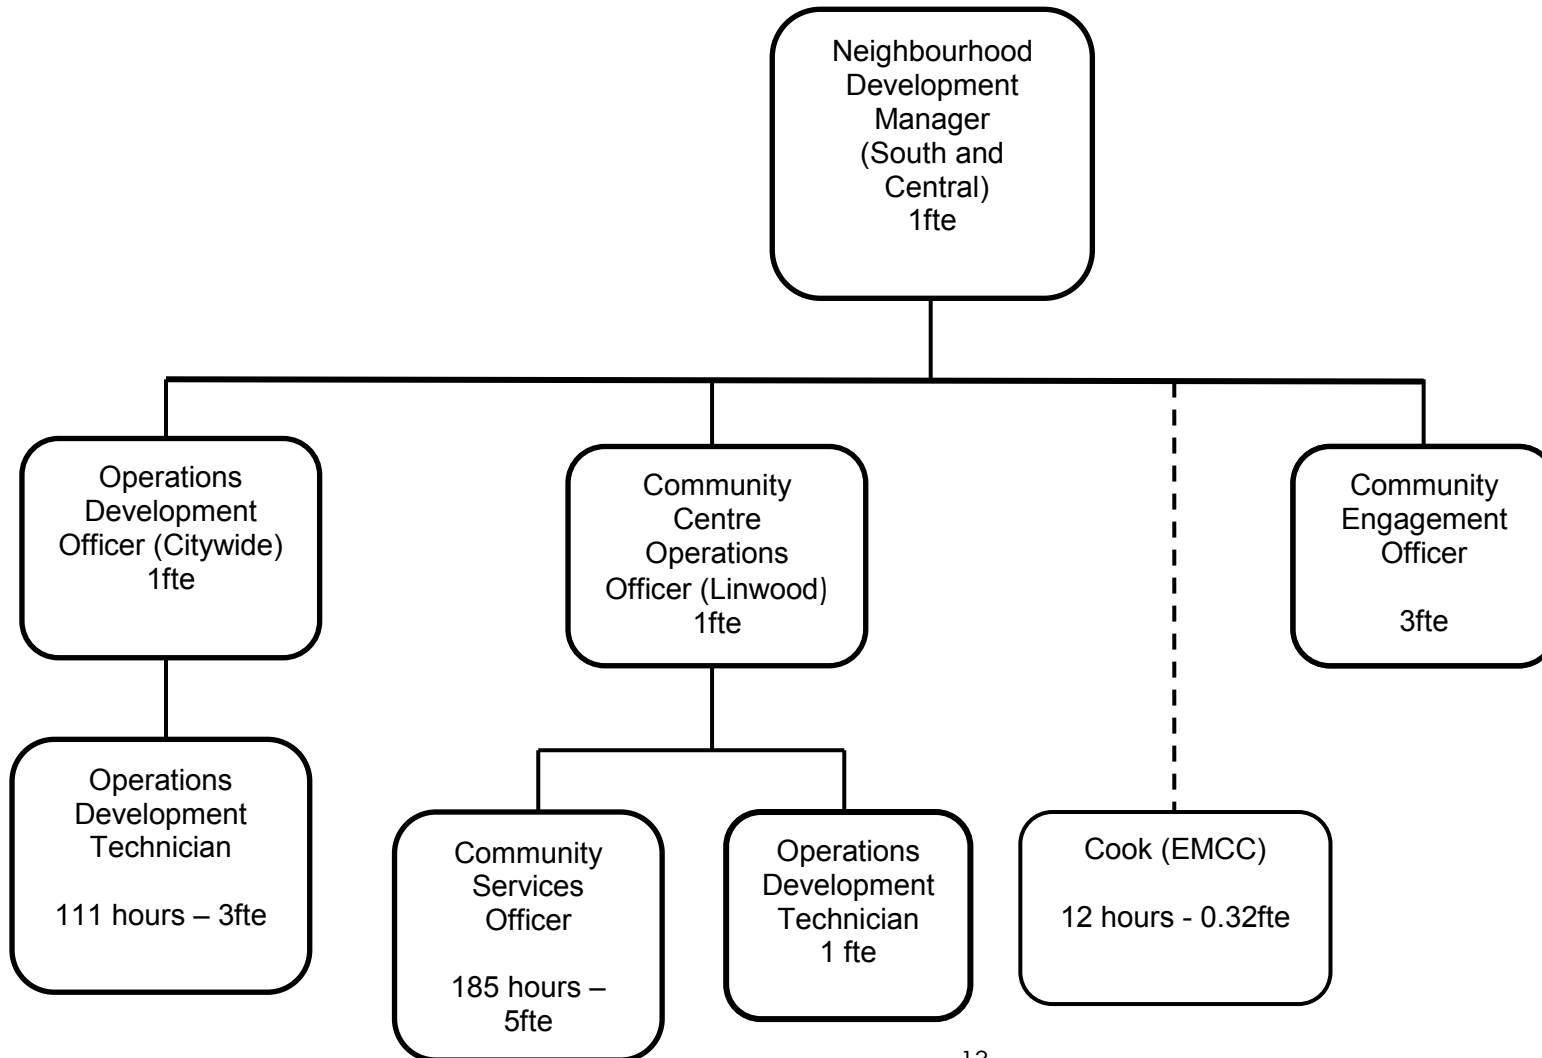 Neighbourhood
Development
Manager
(South and
Central)
1fte
Operations
Development
Officer (Citywide)
1fte
Community
Centre
Operations
Officer (Linwood)
1fte
Community
Engagement
Officer
3fte
Operations
Development
Technician
111 hours – 3fte
Community
Services
Officer
185 hours –
5fte
Operations
Development
Technician
1 fte
Cook (EMCC)
12 hours - 0.32fte